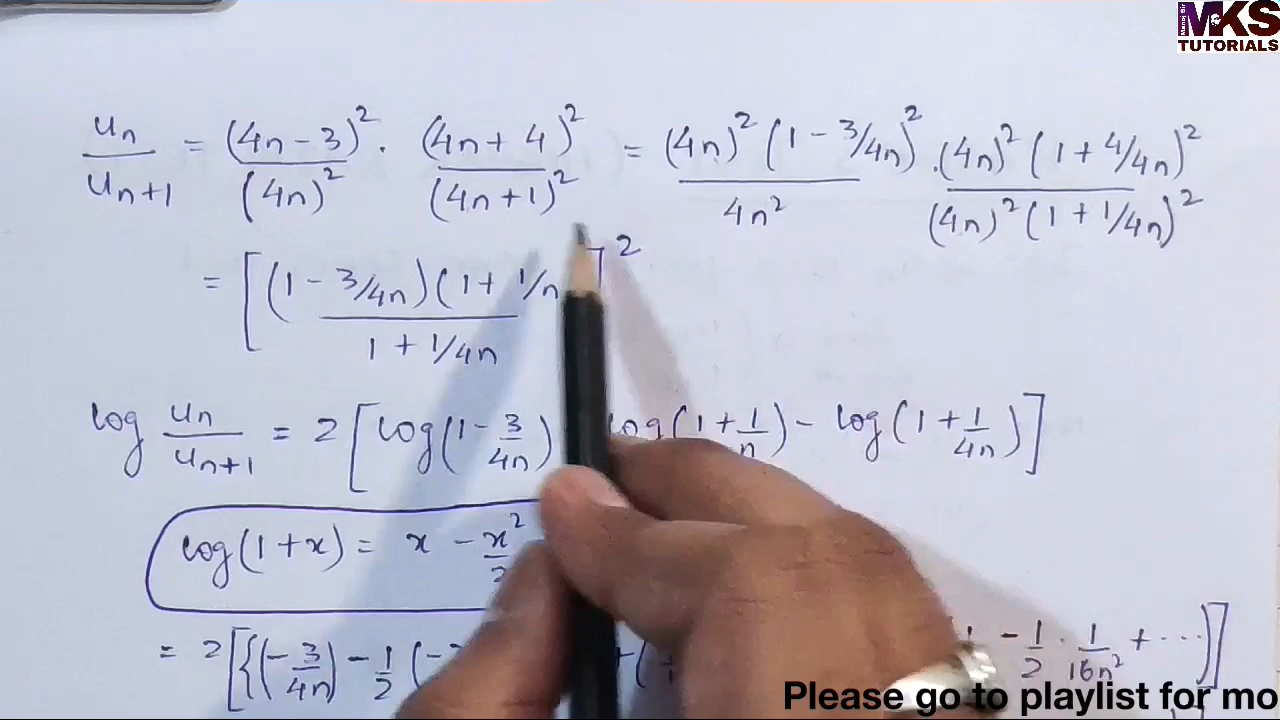 Manoj Sir
MKS
TUTORIALS
uₙ/uₙ₊₁ = (4n-3)²/(4n)² · (4n+4)²/(4n+1)² = (4n)²(1-3/4n)²/4n² · (4n)²(1+4/4n)²/(4n)²(1+1/4n)²
= [(1-3/4n)(1+1/n/1+1/4n]²
log uₙ/uₙ₊₁ = 2[log(1-3/4n) log(1+1/n) - log(1+1/4n)]
log(1+x) = x - x²/2
= 2[{(-3/4n) - 1/2(- +( - 1/2 · 1/16n² + ···)]
Please go to playlist for mo